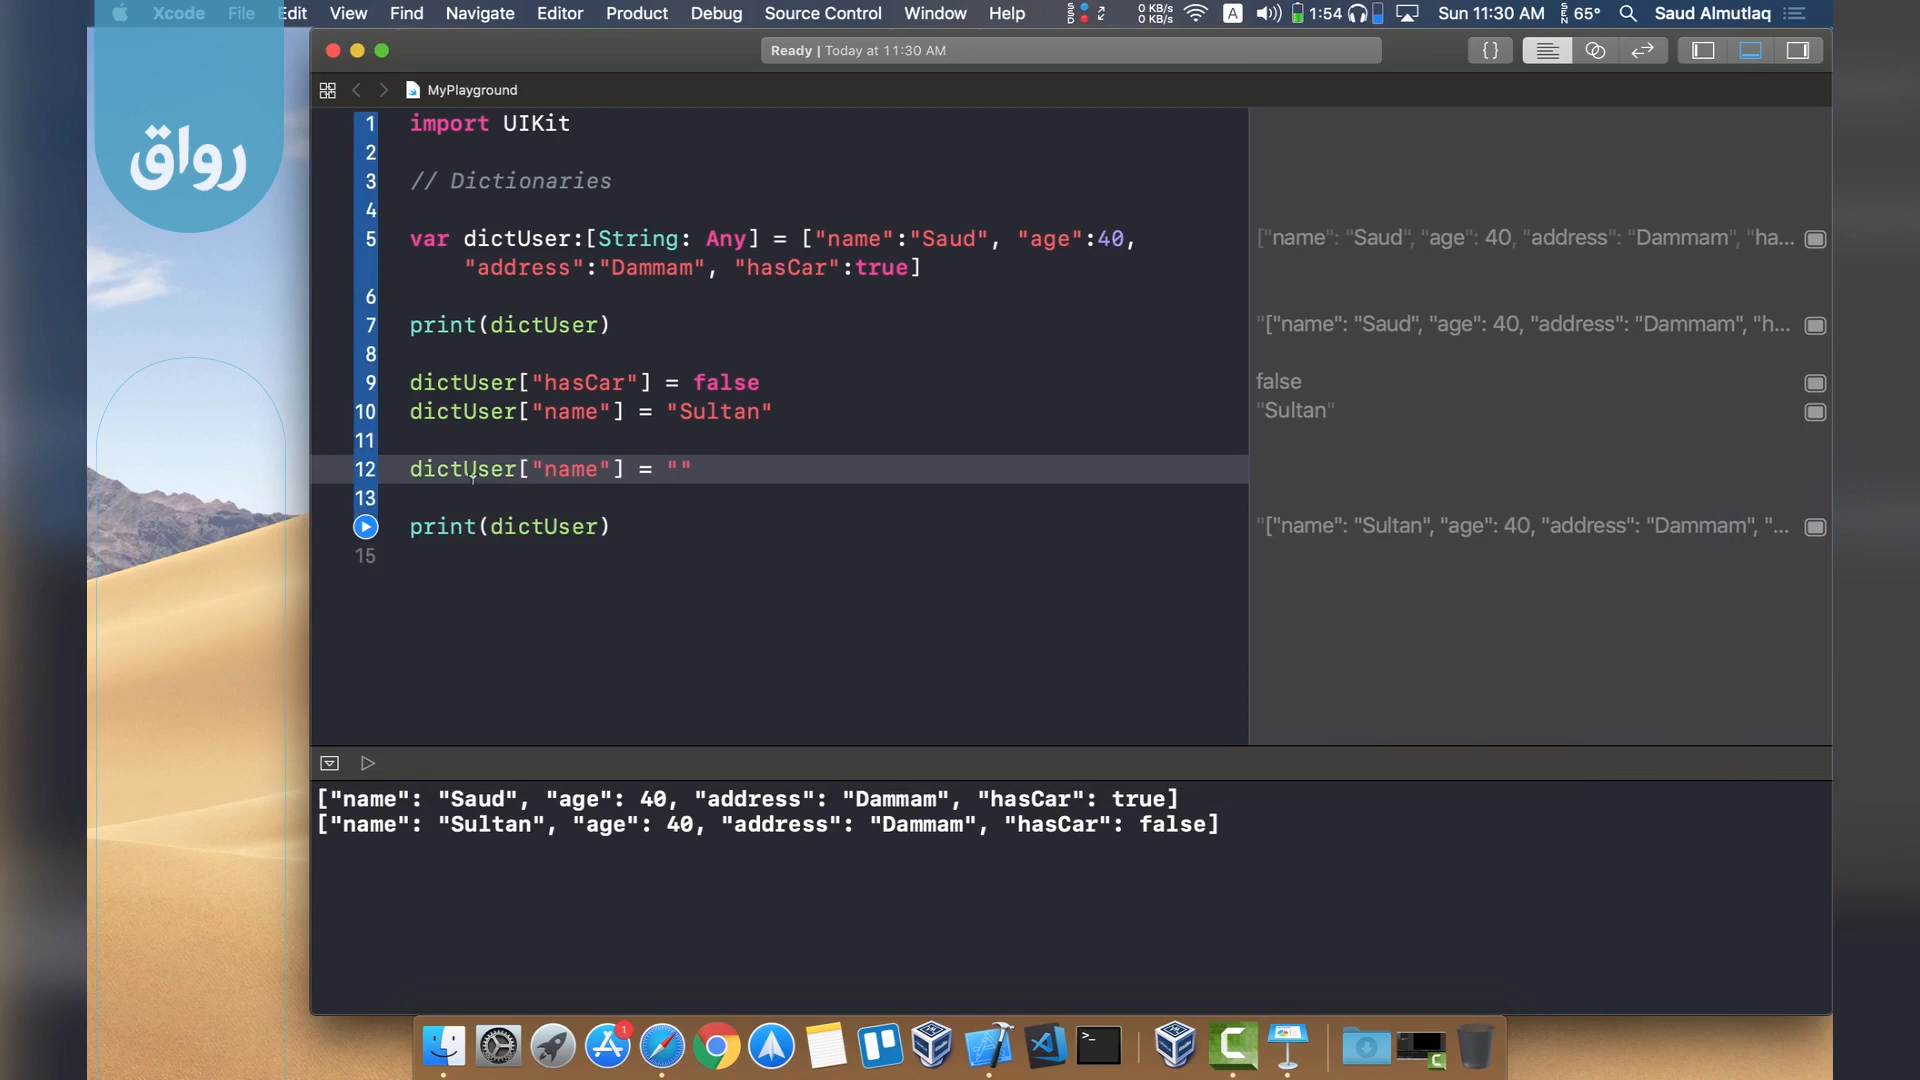 Xcode File Edit View Find Navigate Editor Product Debug Source Control Window Help
0 KB/s
0 KB/s
A
1:54
Sun 11:30 AM
65°
Saud Almutlaq
رواق
Ready | Today at 11:30 AM
{}
MyPlayground
1 import UIKit
2
3 // Dictionaries
4
5 var dictUser:[String: Any] = ["name":"Saud", "age":40,
"address":"Dammam", "hasCar":true]
6
7 print(dictUser)
8
9 dictUser["hasCar"] = false
10 dictUser["name"] = "Sultan"
11
12 dictUser["name"] = ""
13
print(dictUser)
15
["name": "Saud", "age": 40, "address": "Dammam", "ha...
"["name": "Saud", "age": 40, "address": "Dammam", "h...
false
"Sultan"
"["name": "Sultan", "age": 40, "address": "Dammam", "...
["name": "Saud", "age": 40, "address": "Dammam", "hasCar": true]
["name": "Sultan", "age": 40, "address": "Dammam", "hasCar": false]
1
>_